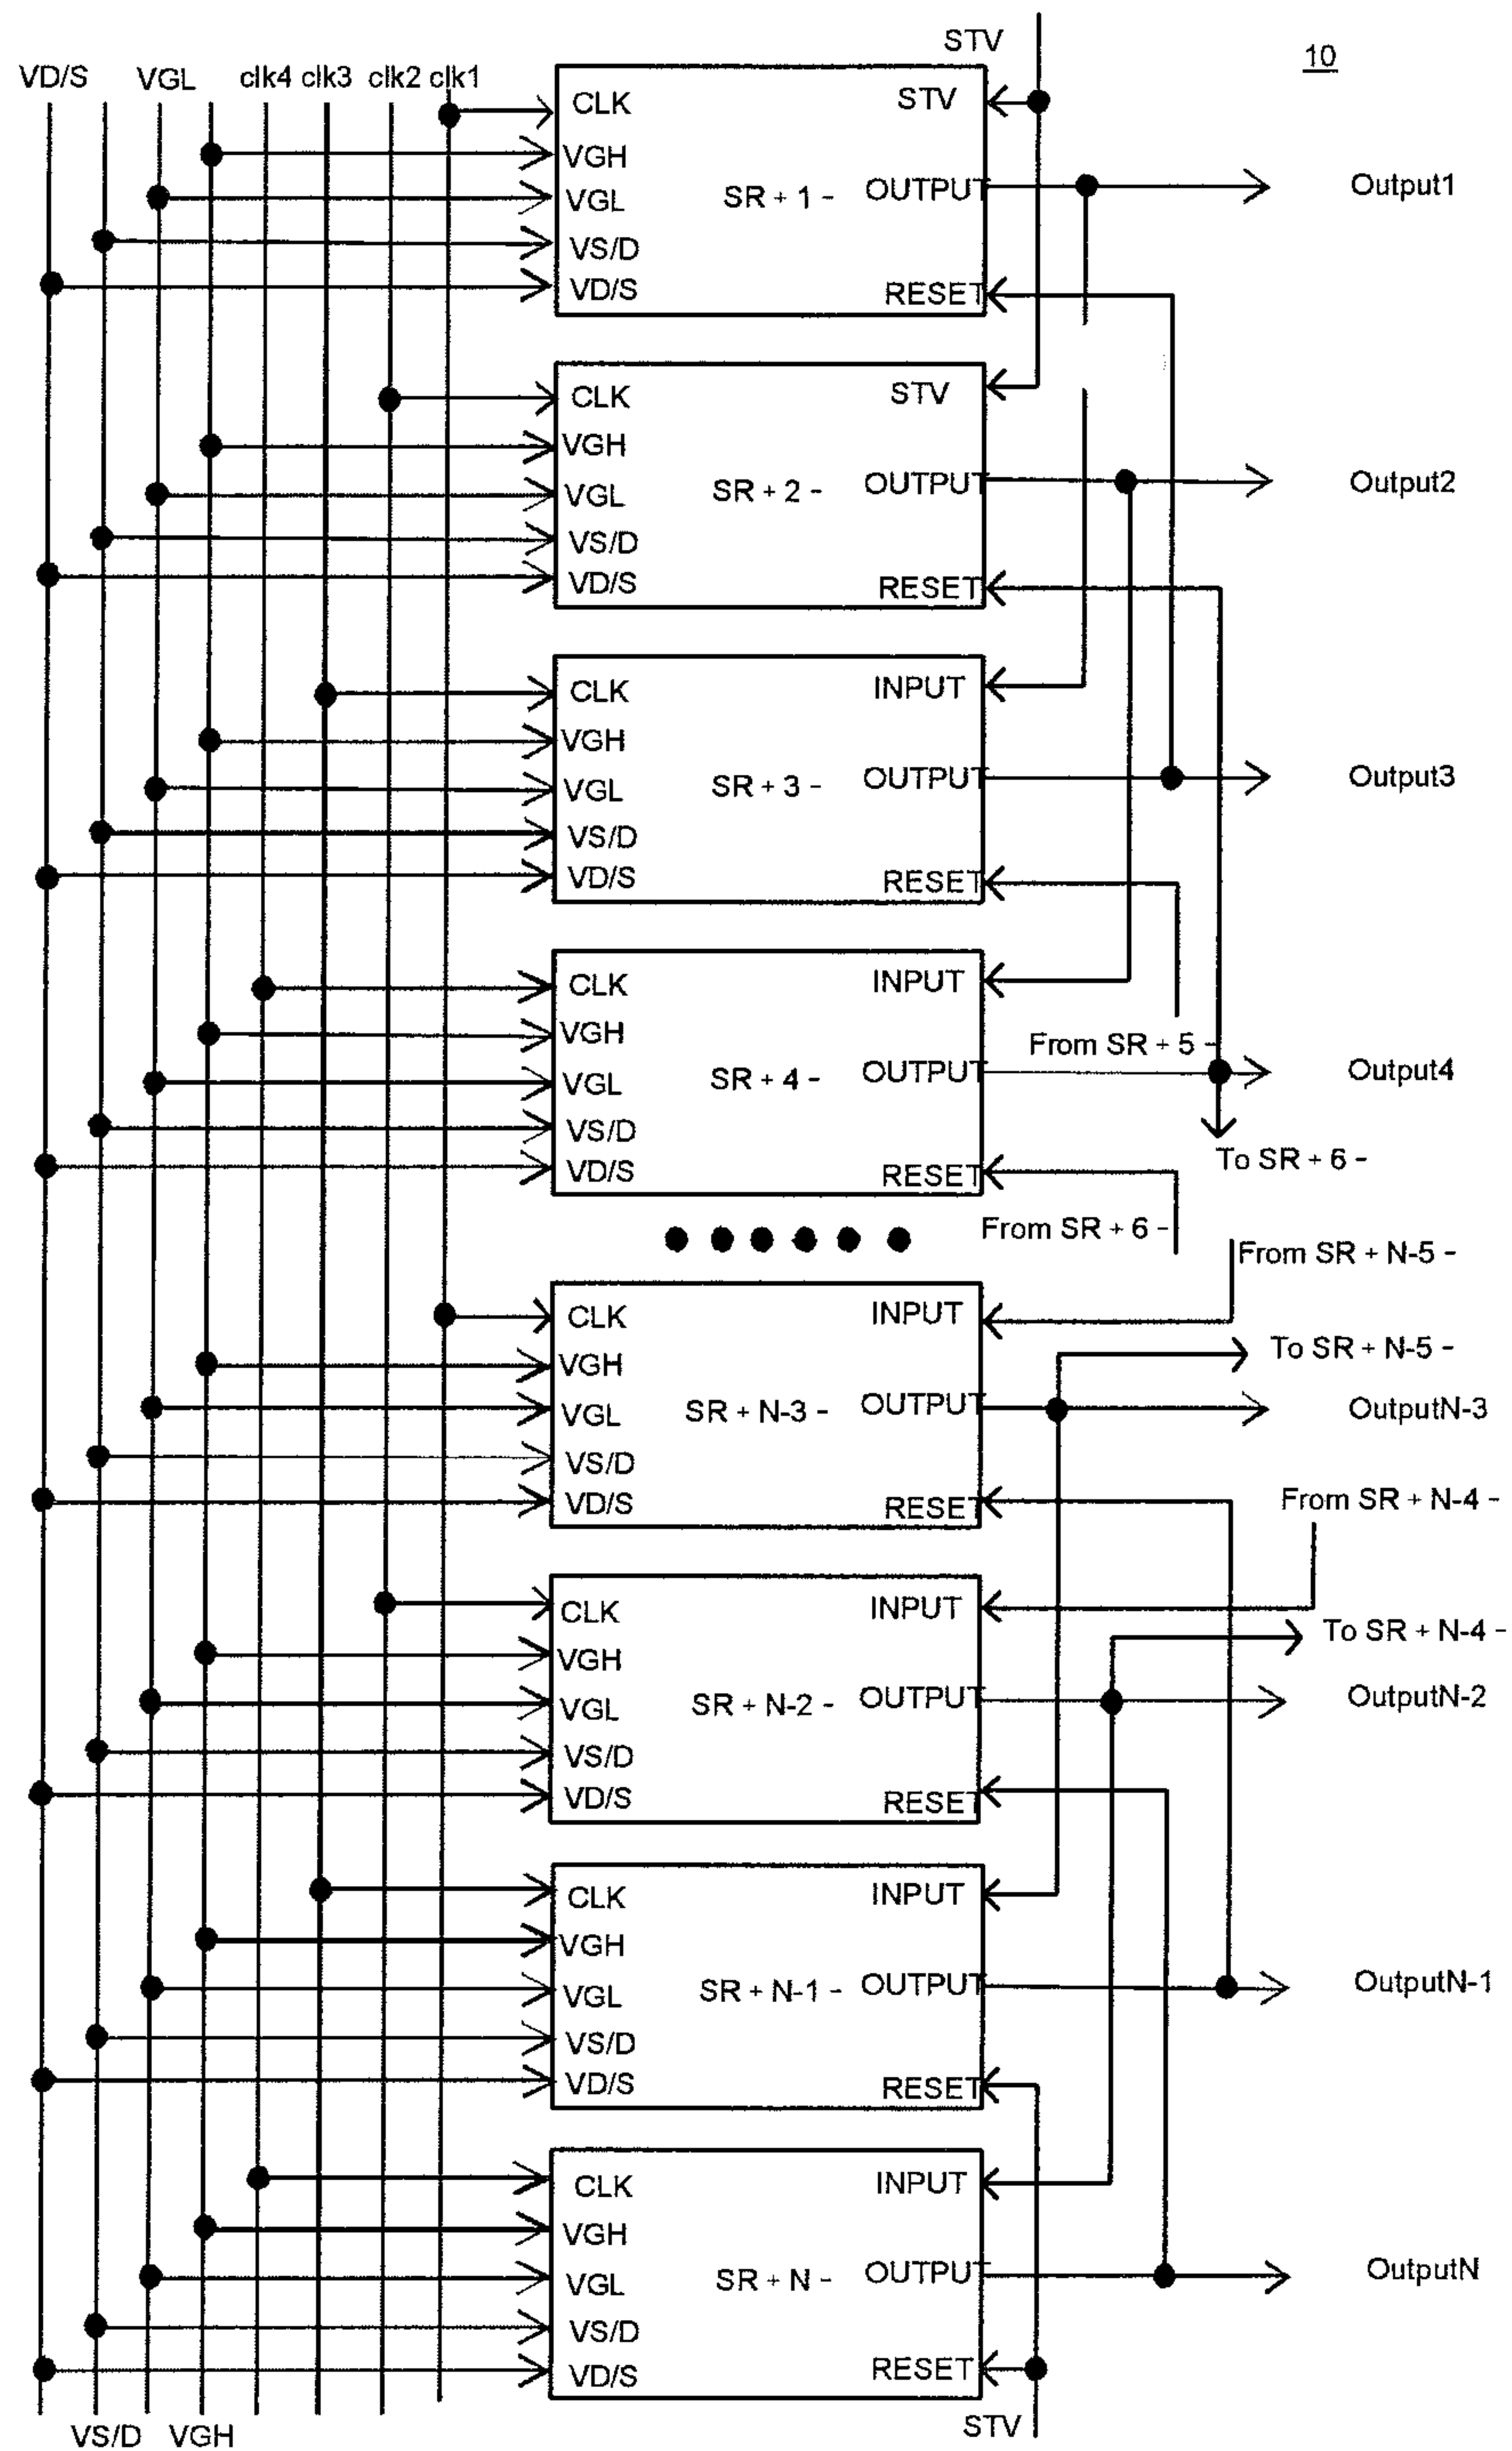 STV
10
VD/S VGL clk4 clk3 clk2 clk1
CLK STV
VGH
VGL SR + 1 - OUTPUT Output1
VS/D
VD/S RESET
CLK STV
VGH
VGL SR + 2 - OUTPUT Output2
VS/D
VD/S RESET
CLK INPUT
VGH
VGL SR + 3 - OUTPUT Output3
VS/D
VD/S RESET
CLK INPUT
VGH
From SR + 5 -
VGL SR + 4 - OUTPUT Output4
VS/D
VD/S RESET
To SR + 6 -
From SR + 6 -
From SR + N-5 -
CLK INPUT
To SR + N-5 -
VGH
VGL SR + N-3 - OUTPUT OutputN-3
VS/D
VD/S RESET
From SR + N-4 -
CLK INPUT
To SR + N-4 -
VGH
VGL SR + N-2 - OUTPUT OutputN-2
VS/D
VD/S RESET
CLK INPUT
VGH
VGL SR + N-1 - OUTPUT OutputN-1
VS/D
VD/S RESET
CLK INPUT
VGH
VGL SR + N - OUTPUT OutputN
VS/D
VD/S RESET
STV
VS/D VGH